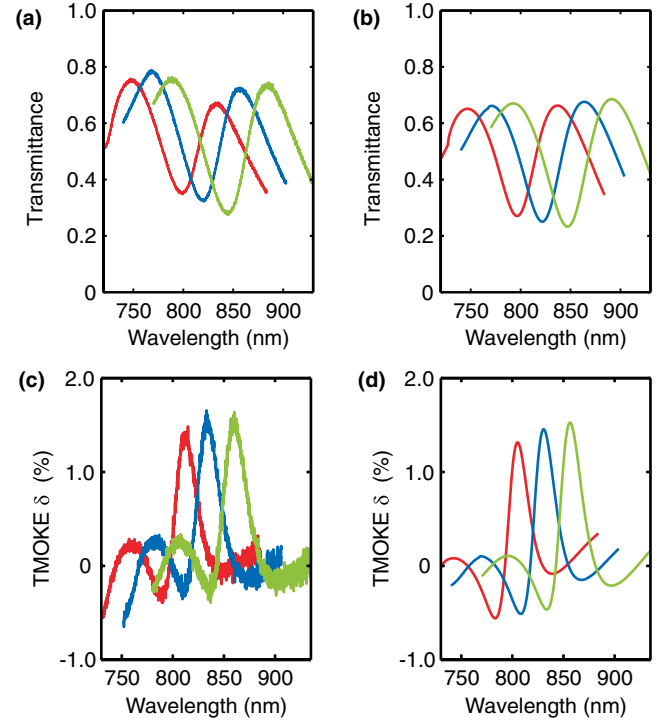 (a)
(b)
1.0
0.8
0.6
0.4
0.2
0
Transmittance
750 800 850 900
Wavelength (nm)
1.0
0.8
0.6
0.4
0.2
0
Transmittance
750 800 850 900
Wavelength (nm)
(c)
(d)
2.0
1.0
0
-1.0
TMOKE δ (%)
750 800 850 900
Wavelength (nm)
2.0
1.0
0
-1.0
TMOKE δ (%)
750 800 850 900
Wavelength (nm)